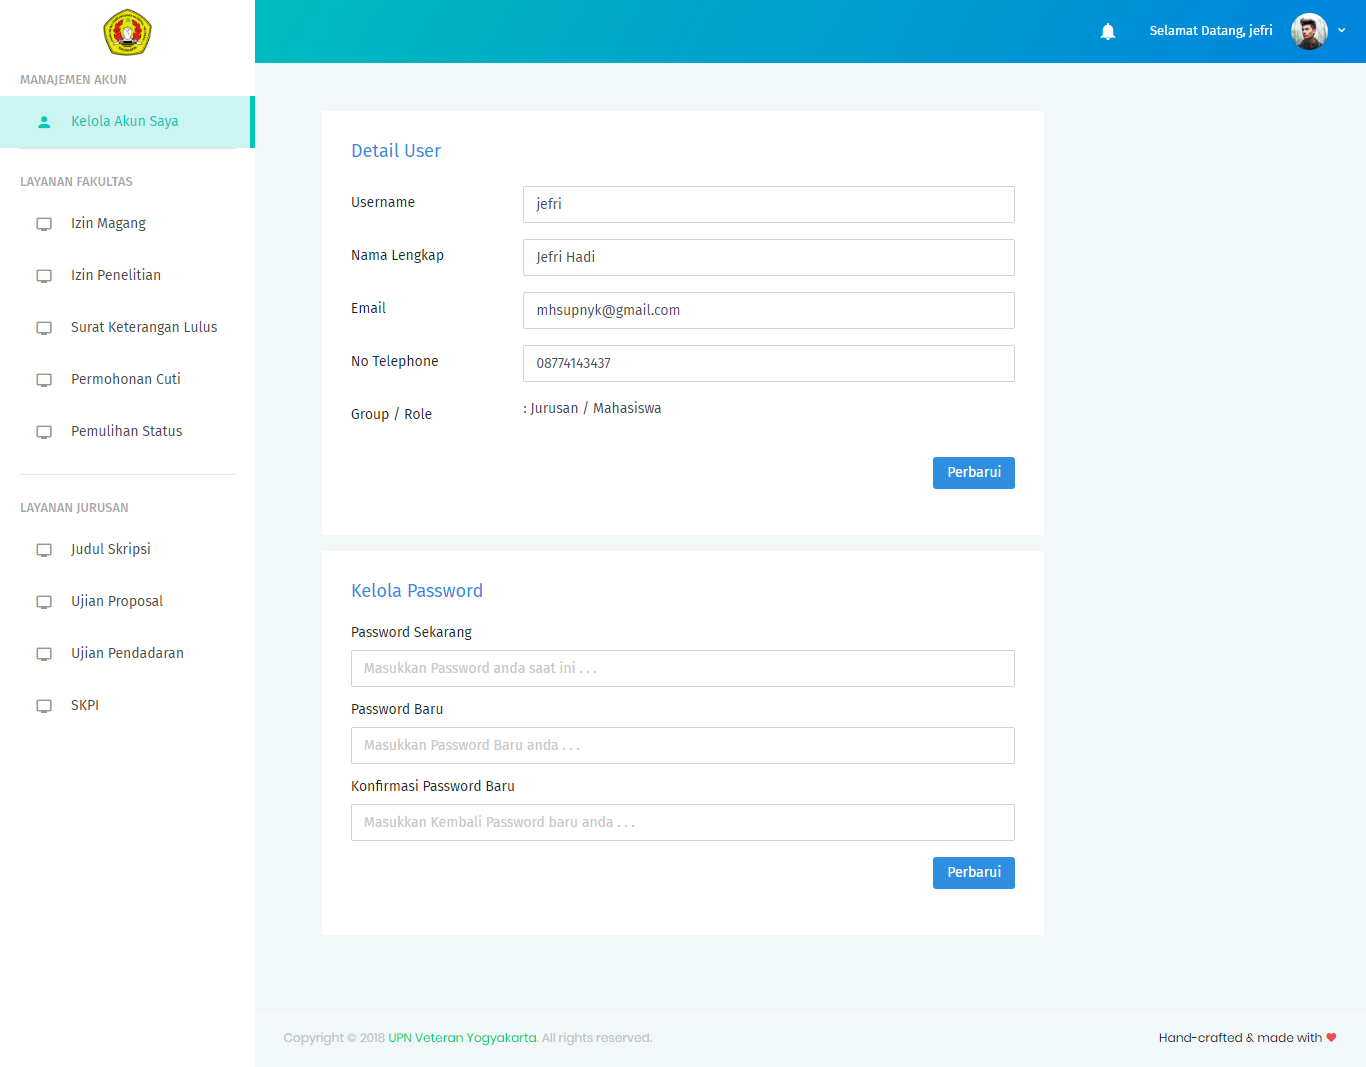 Selamat Datang, jefri
MANAJEMEN AKUN
Kelola Akun Saya
LAYANAN FAKULTAS
Izin Magang
Izin Penelitian
Surat Keterangan Lulus
Permohonan Cuti
Pemulihan Status
LAYANAN JURUSAN
Judul Skripsi
Ujian Proposal
Ujian Pendadaran
SKPI
Detail User
Username
jefri
Nama Lengkap
Jefri Hadi
Email
mhsupnyk@gmail.com
No Telephone
08774143437
Group / Role
: Jurusan / Mahasiswa
Perbarui
Kelola Password
Password Sekarang
Masukkan Password anda saat ini . . .
Password Baru
Masukkan Password Baru anda . . .
Konfirmasi Password Baru
Masukkan Kembali Password baru anda . . .
Perbarui
Copyright © 2018 UPN Veteran Yogyakarta. All rights reserved.
Hand-crafted & made with ❤